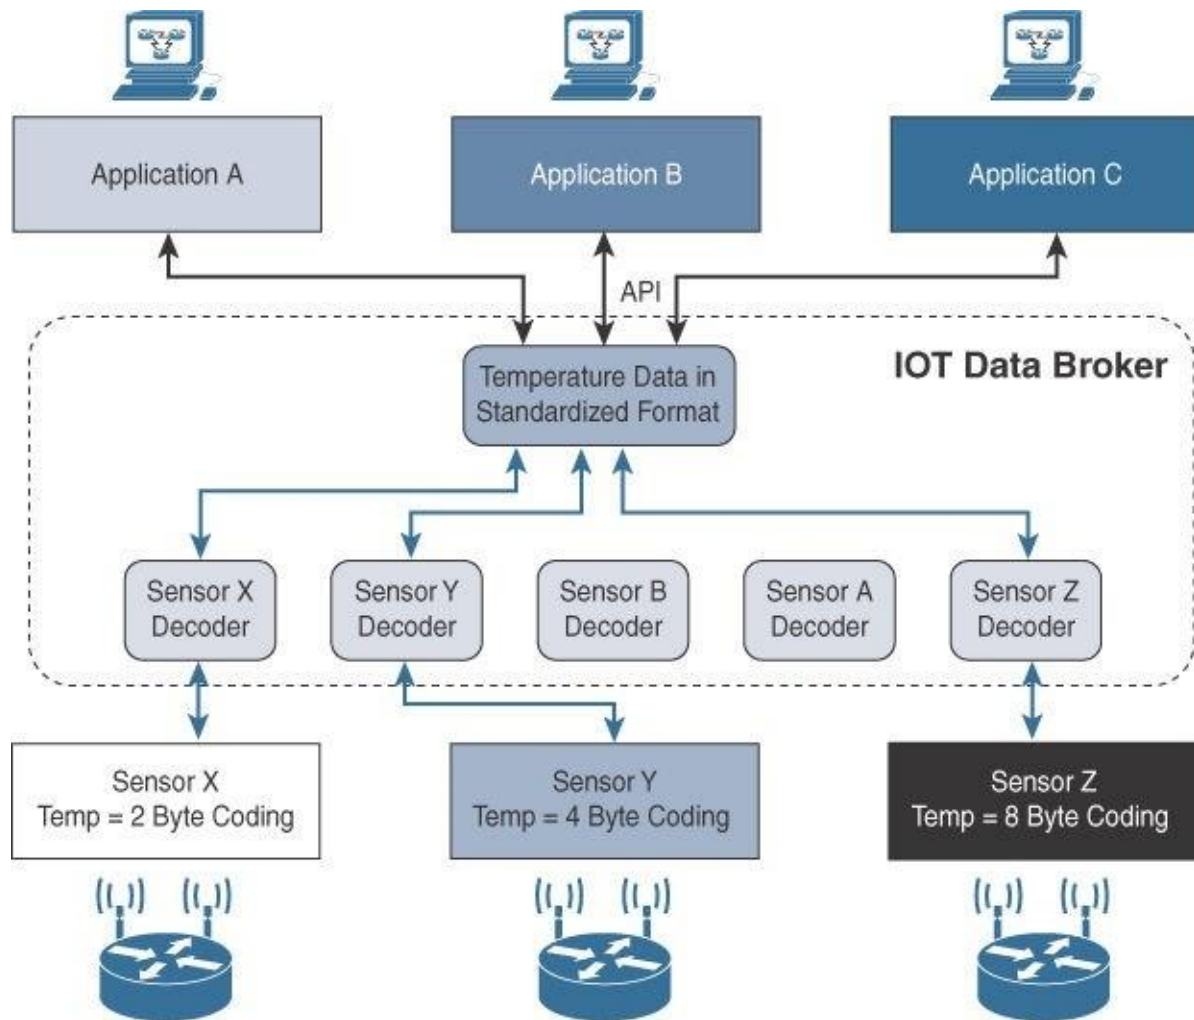 Application A
Application B
Application C
API
IOT Data Broker
Temperature Data in
Standardized Format
Sensor X
Decoder
Sensor Y
Decoder
Sensor B
Decoder
Sensor A
Decoder
Sensor Z
Decoder
Sensor X
Temp = 2 Byte Coding
Sensor Y
Temp = 4 Byte Coding
Sensor Z
Temp = 8 Byte Coding